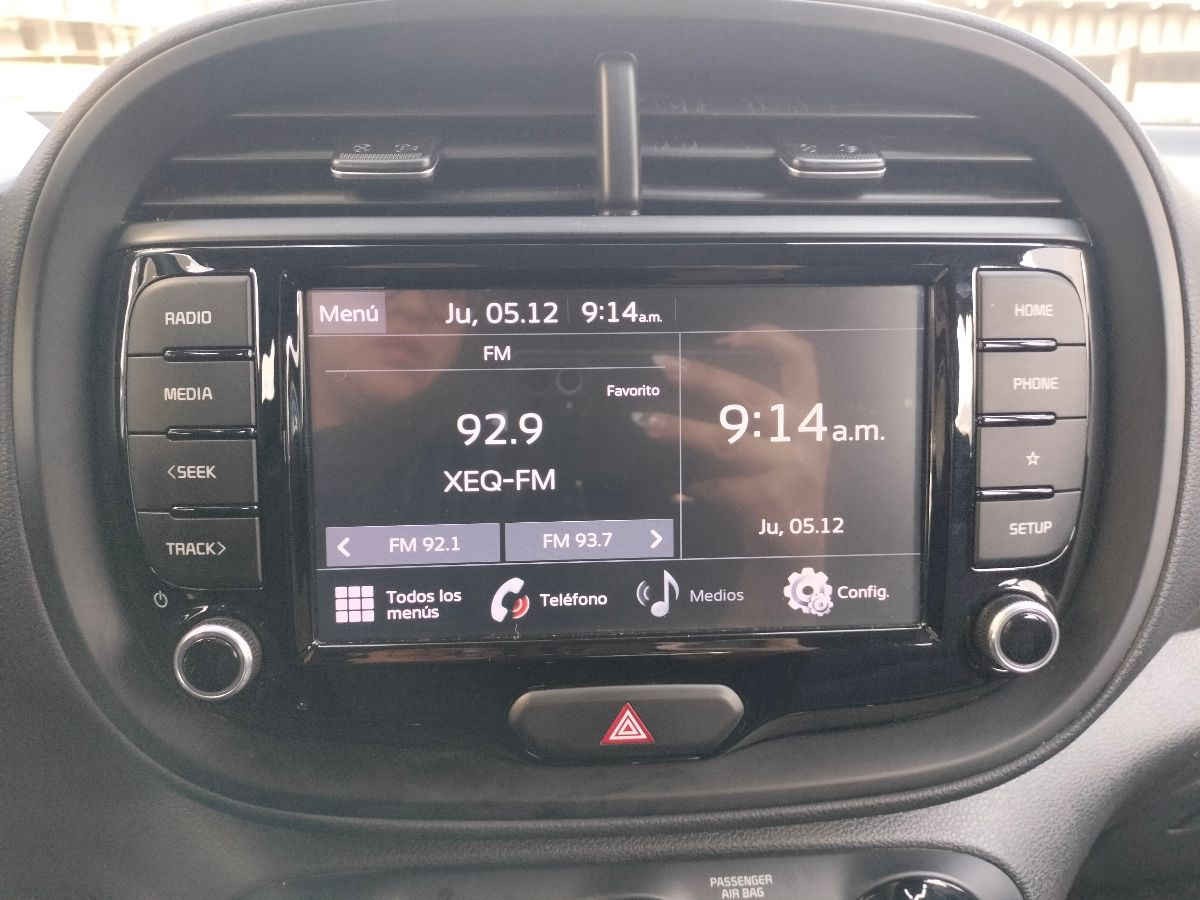 RADIO
MEDIA
<SEEK
TRACK>
Menú
Ju, 05.12
9:14a.m.
FM
Favorito
92.9
XEQ-FM
FM 92.1
FM 93.7
9:14a.m.
Ju, 05.12
Todos los
menús
Teléfono
Medios
Config.
HOME
PHONE
SETUP
PASSENGER
AIR BAG